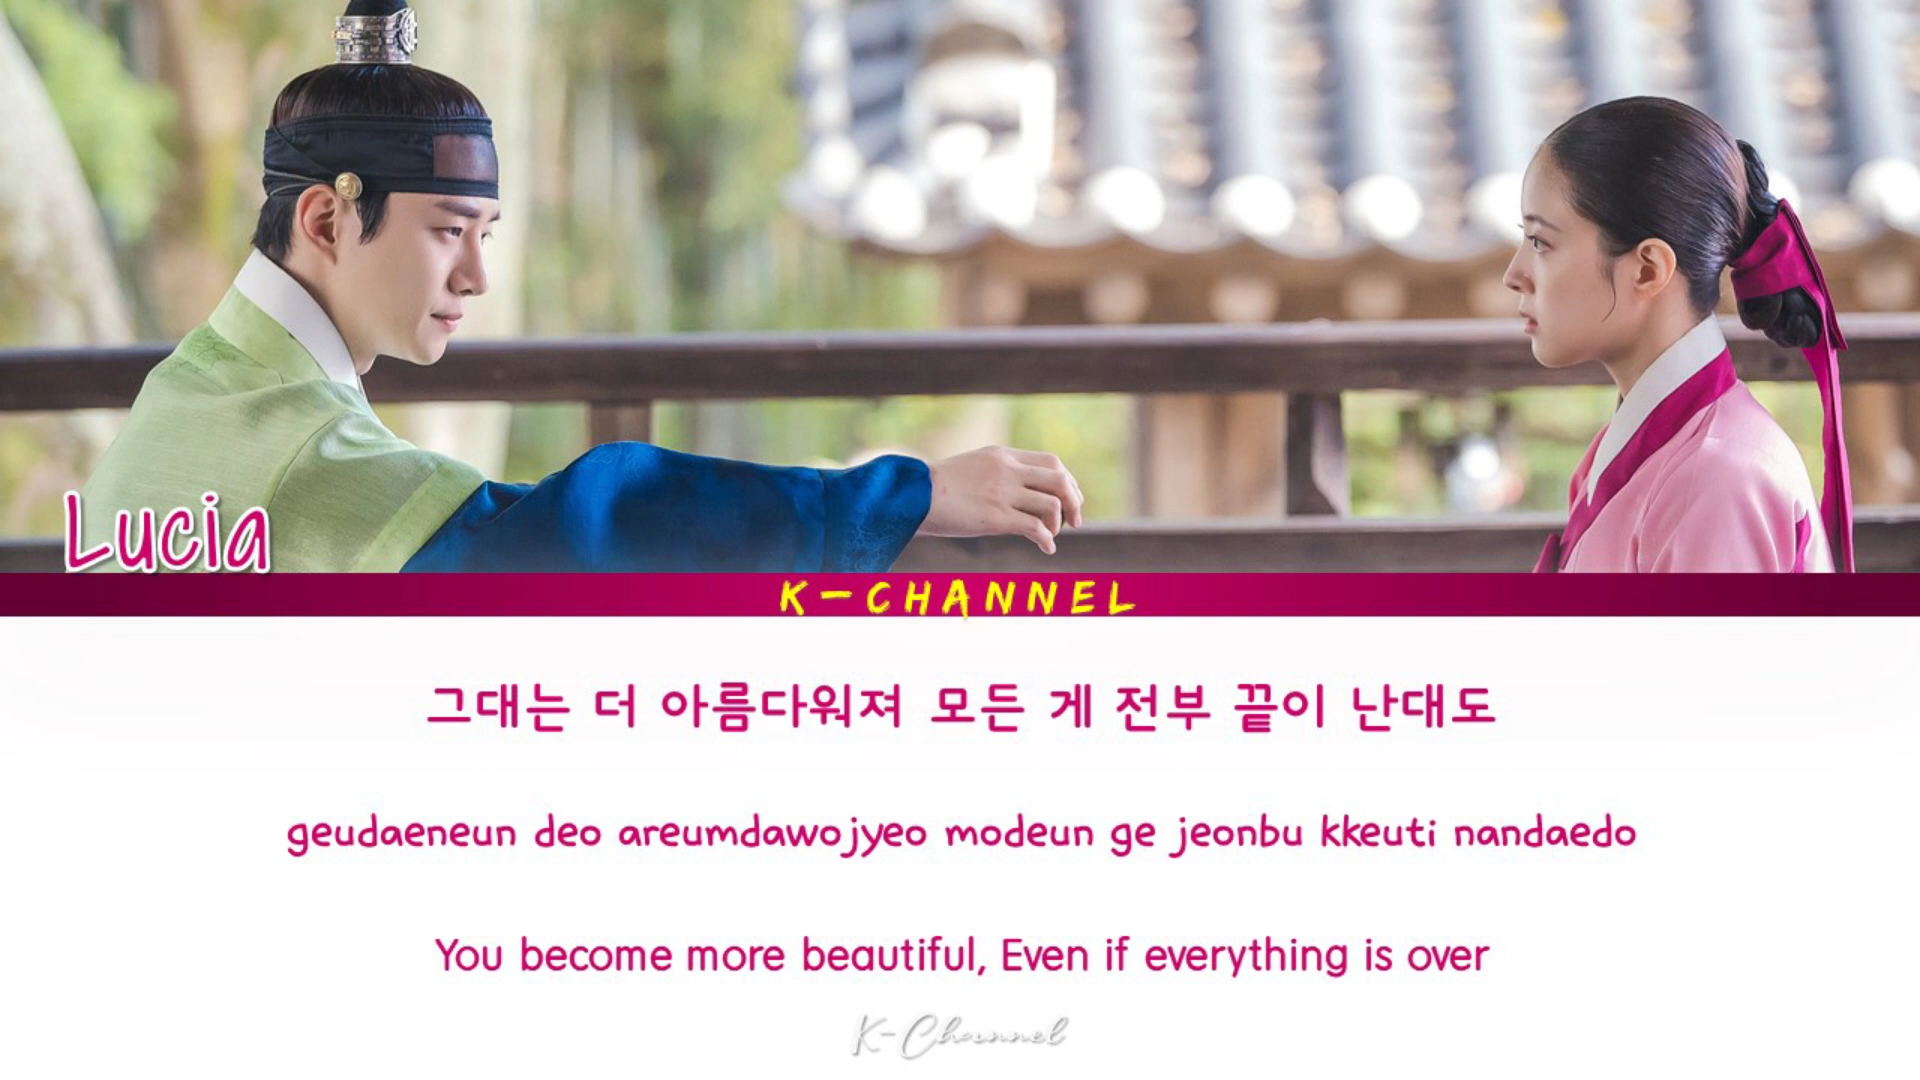 Lucia
K-CHANNEL
그대는 더 아름다워져 모든 게 전부 끝이 난대도
geudaeneun deo areumdawojyeo modeun ge jeonbu kkeuti nandaedo
You become more beautiful, Even if everything is over
K-Channel